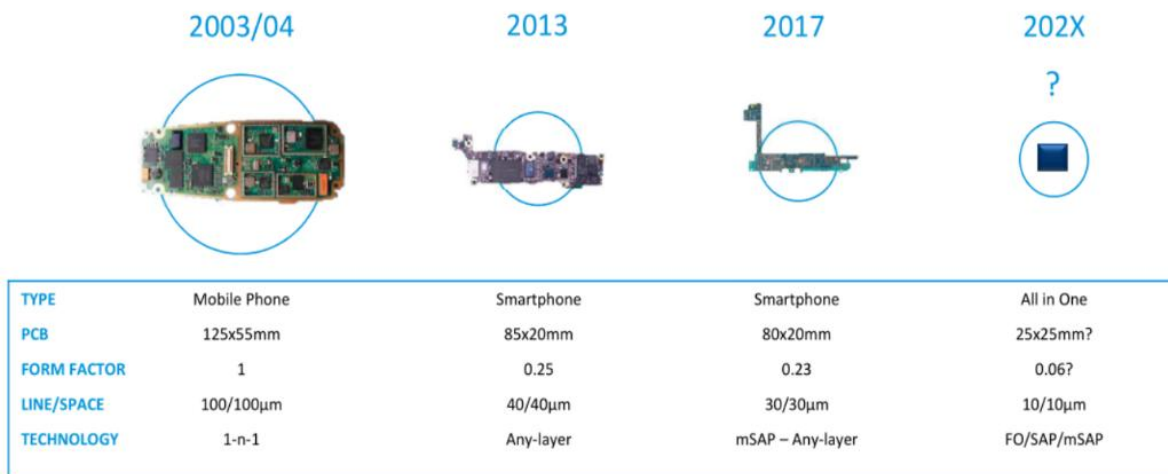 2003/04 2013 2017 202X
?
TYPE Mobile Phone Smartphone Smartphone All in One
PCB 125x55mm 85x20mm 80x20mm 25x25mm?
FORM FACTOR 1 0.25 0.23 0.06?
LINE/SPACE 100/100µm 40/40µm 30/30µm 10/10µm
TECHNOLOGY 1-n-1 Any-layer mSAP – Any-layer FO/SAP/mSAP